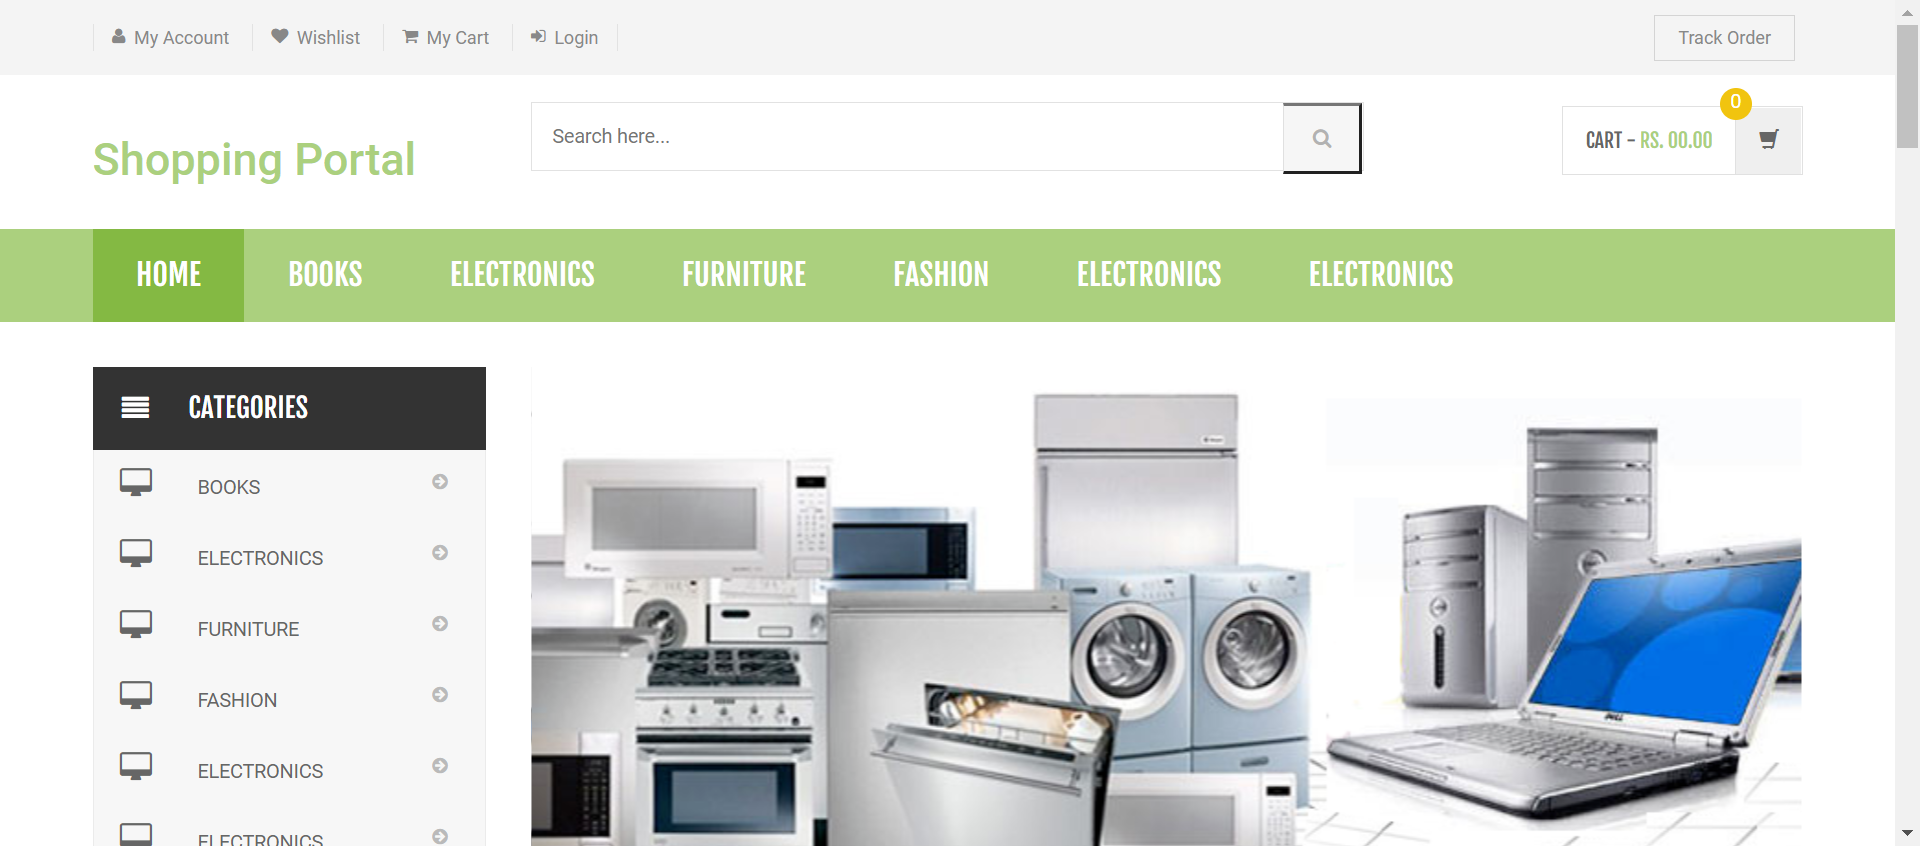 My Account
Wishlist
My Cart
Login
Track Order
Shopping Portal
Search here...
CART - RS. 00.00
0
HOME
BOOKS
ELECTRONICS
FURNITURE
FASHION
ELECTRONICS
ELECTRONICS
CATEGORIES
BOOKS
ELECTRONICS
FURNITURE
FASHION
ELECTRONICS
ELECTRONICS
DELL